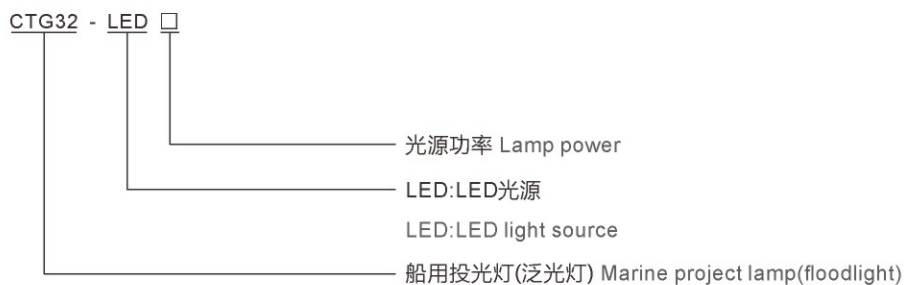 CTG32 - LED □
光源功率 Lamp power
LED:LED光源
LED:LED light source
船用投光灯(泛光灯) Marine project lamp(floodlight)